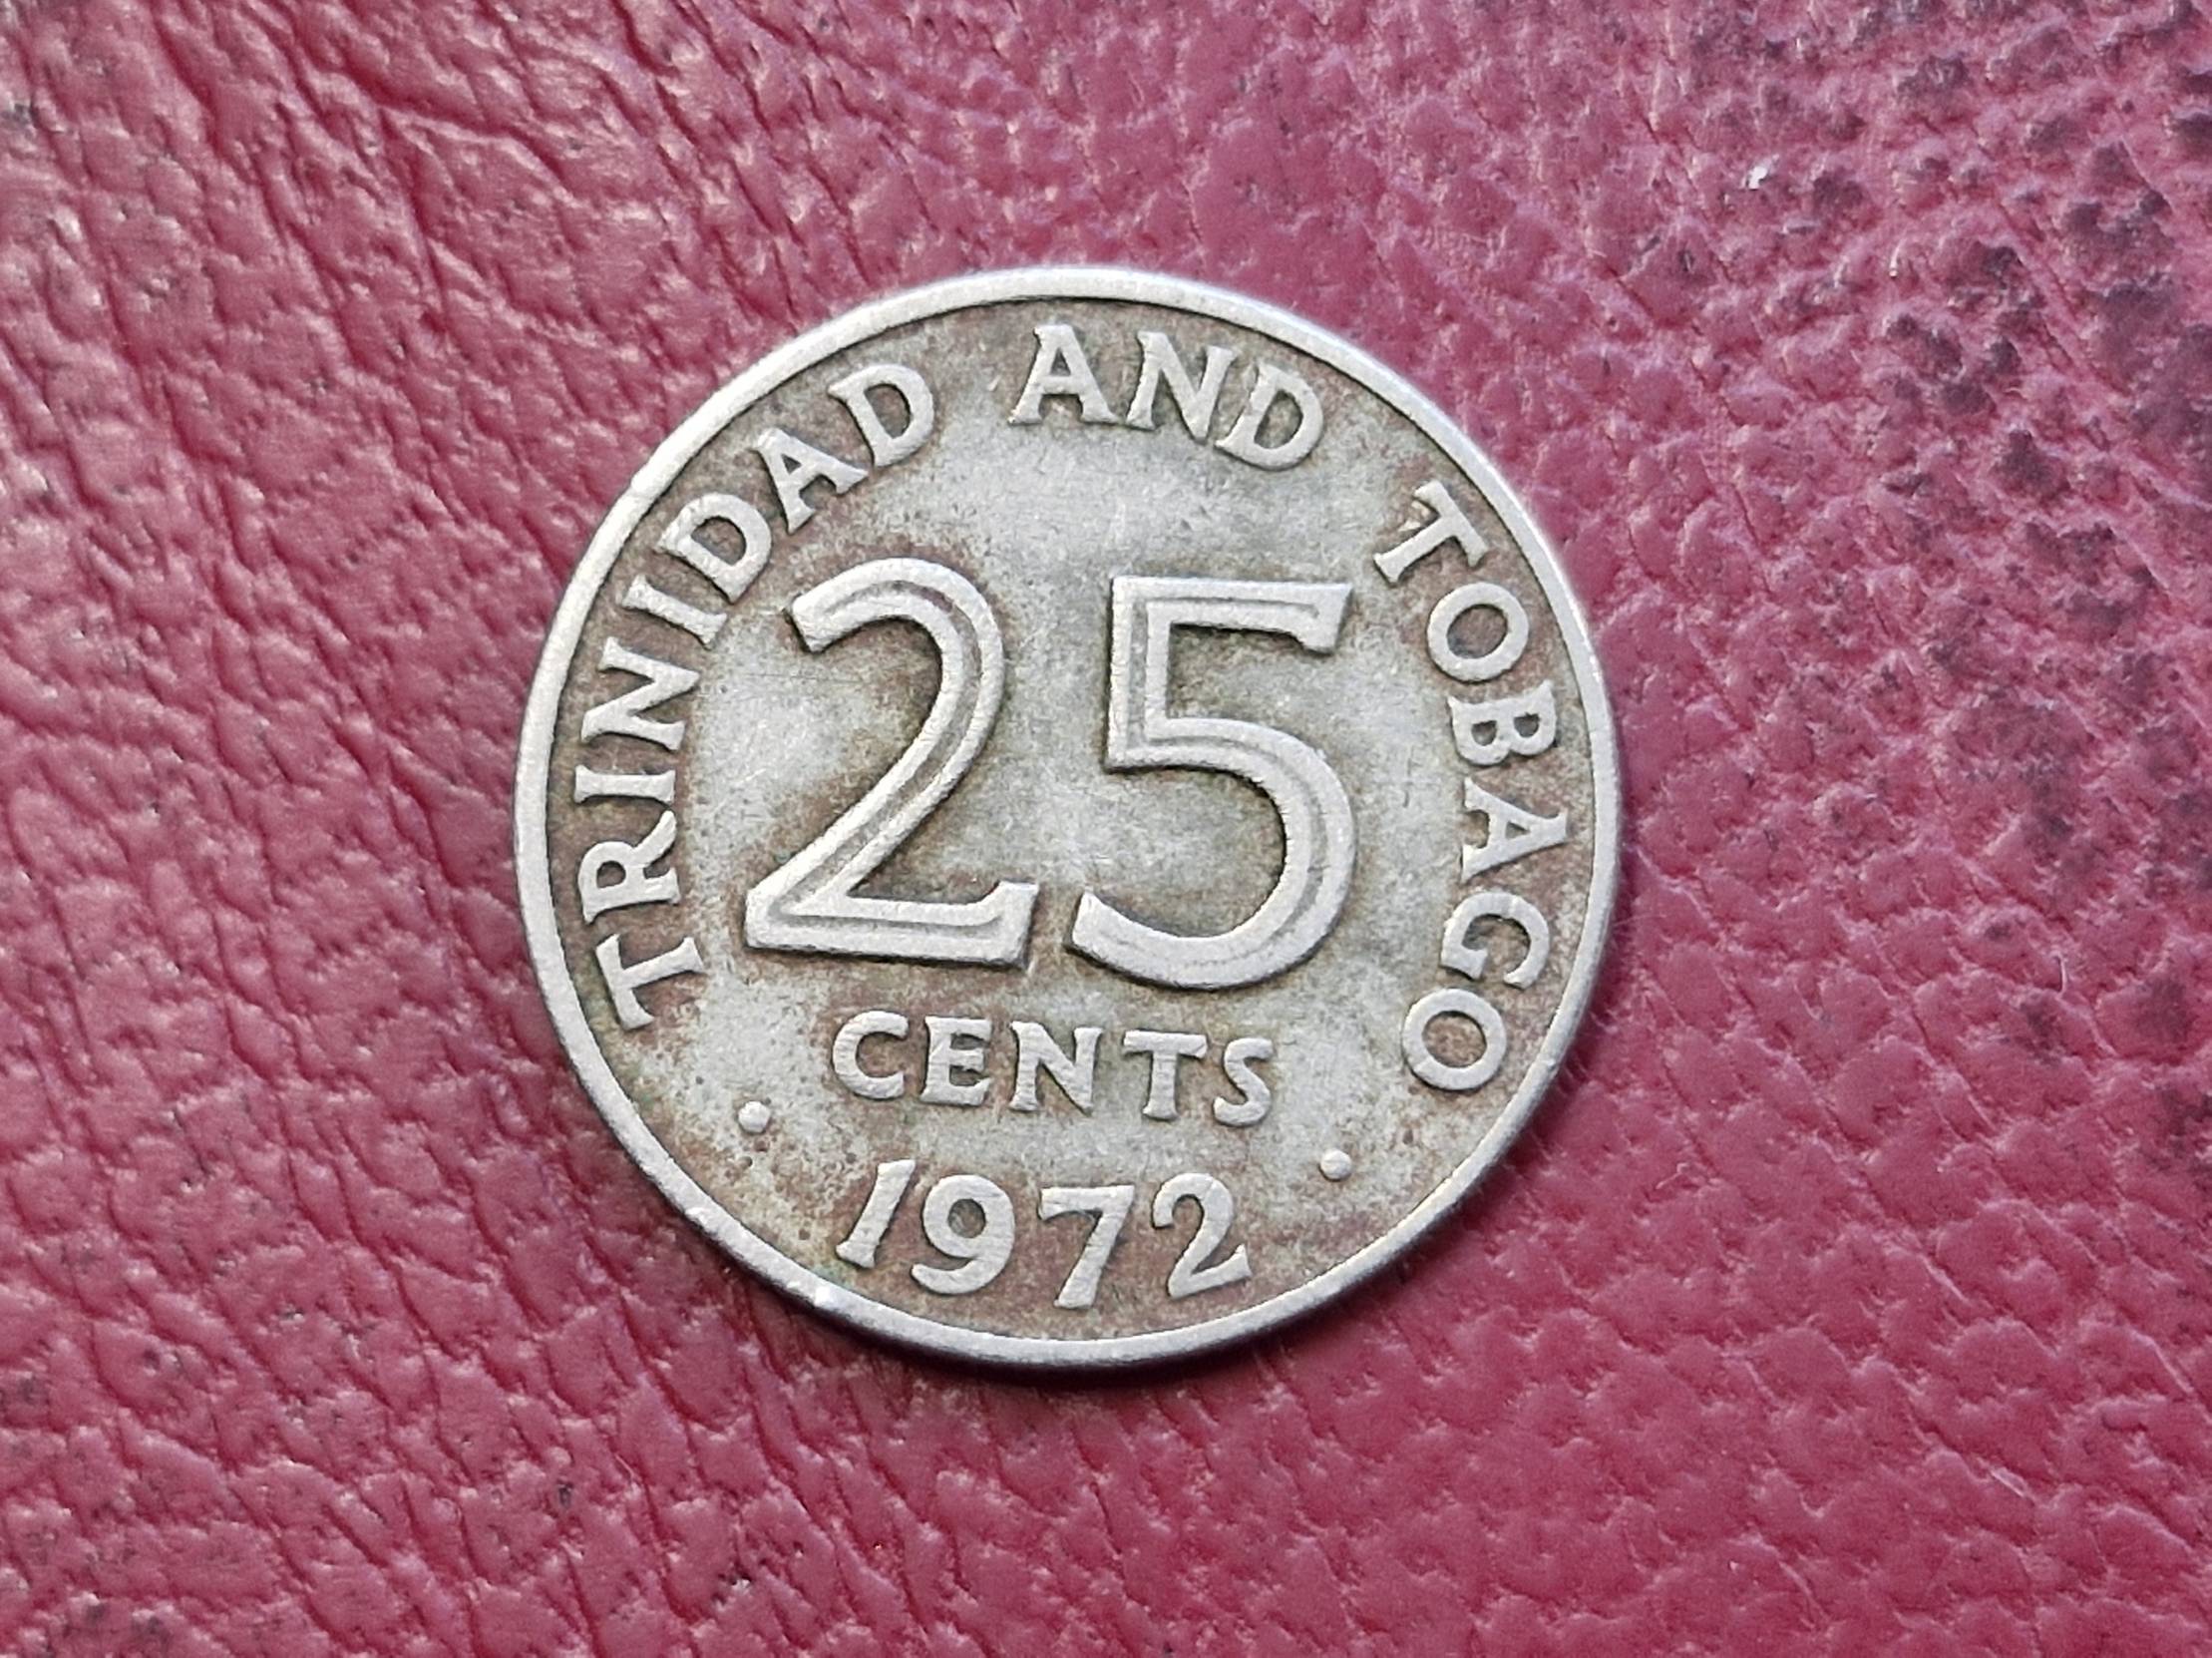 TRINIDAD AND TOBAGO
25
CENTS
• 1972 •